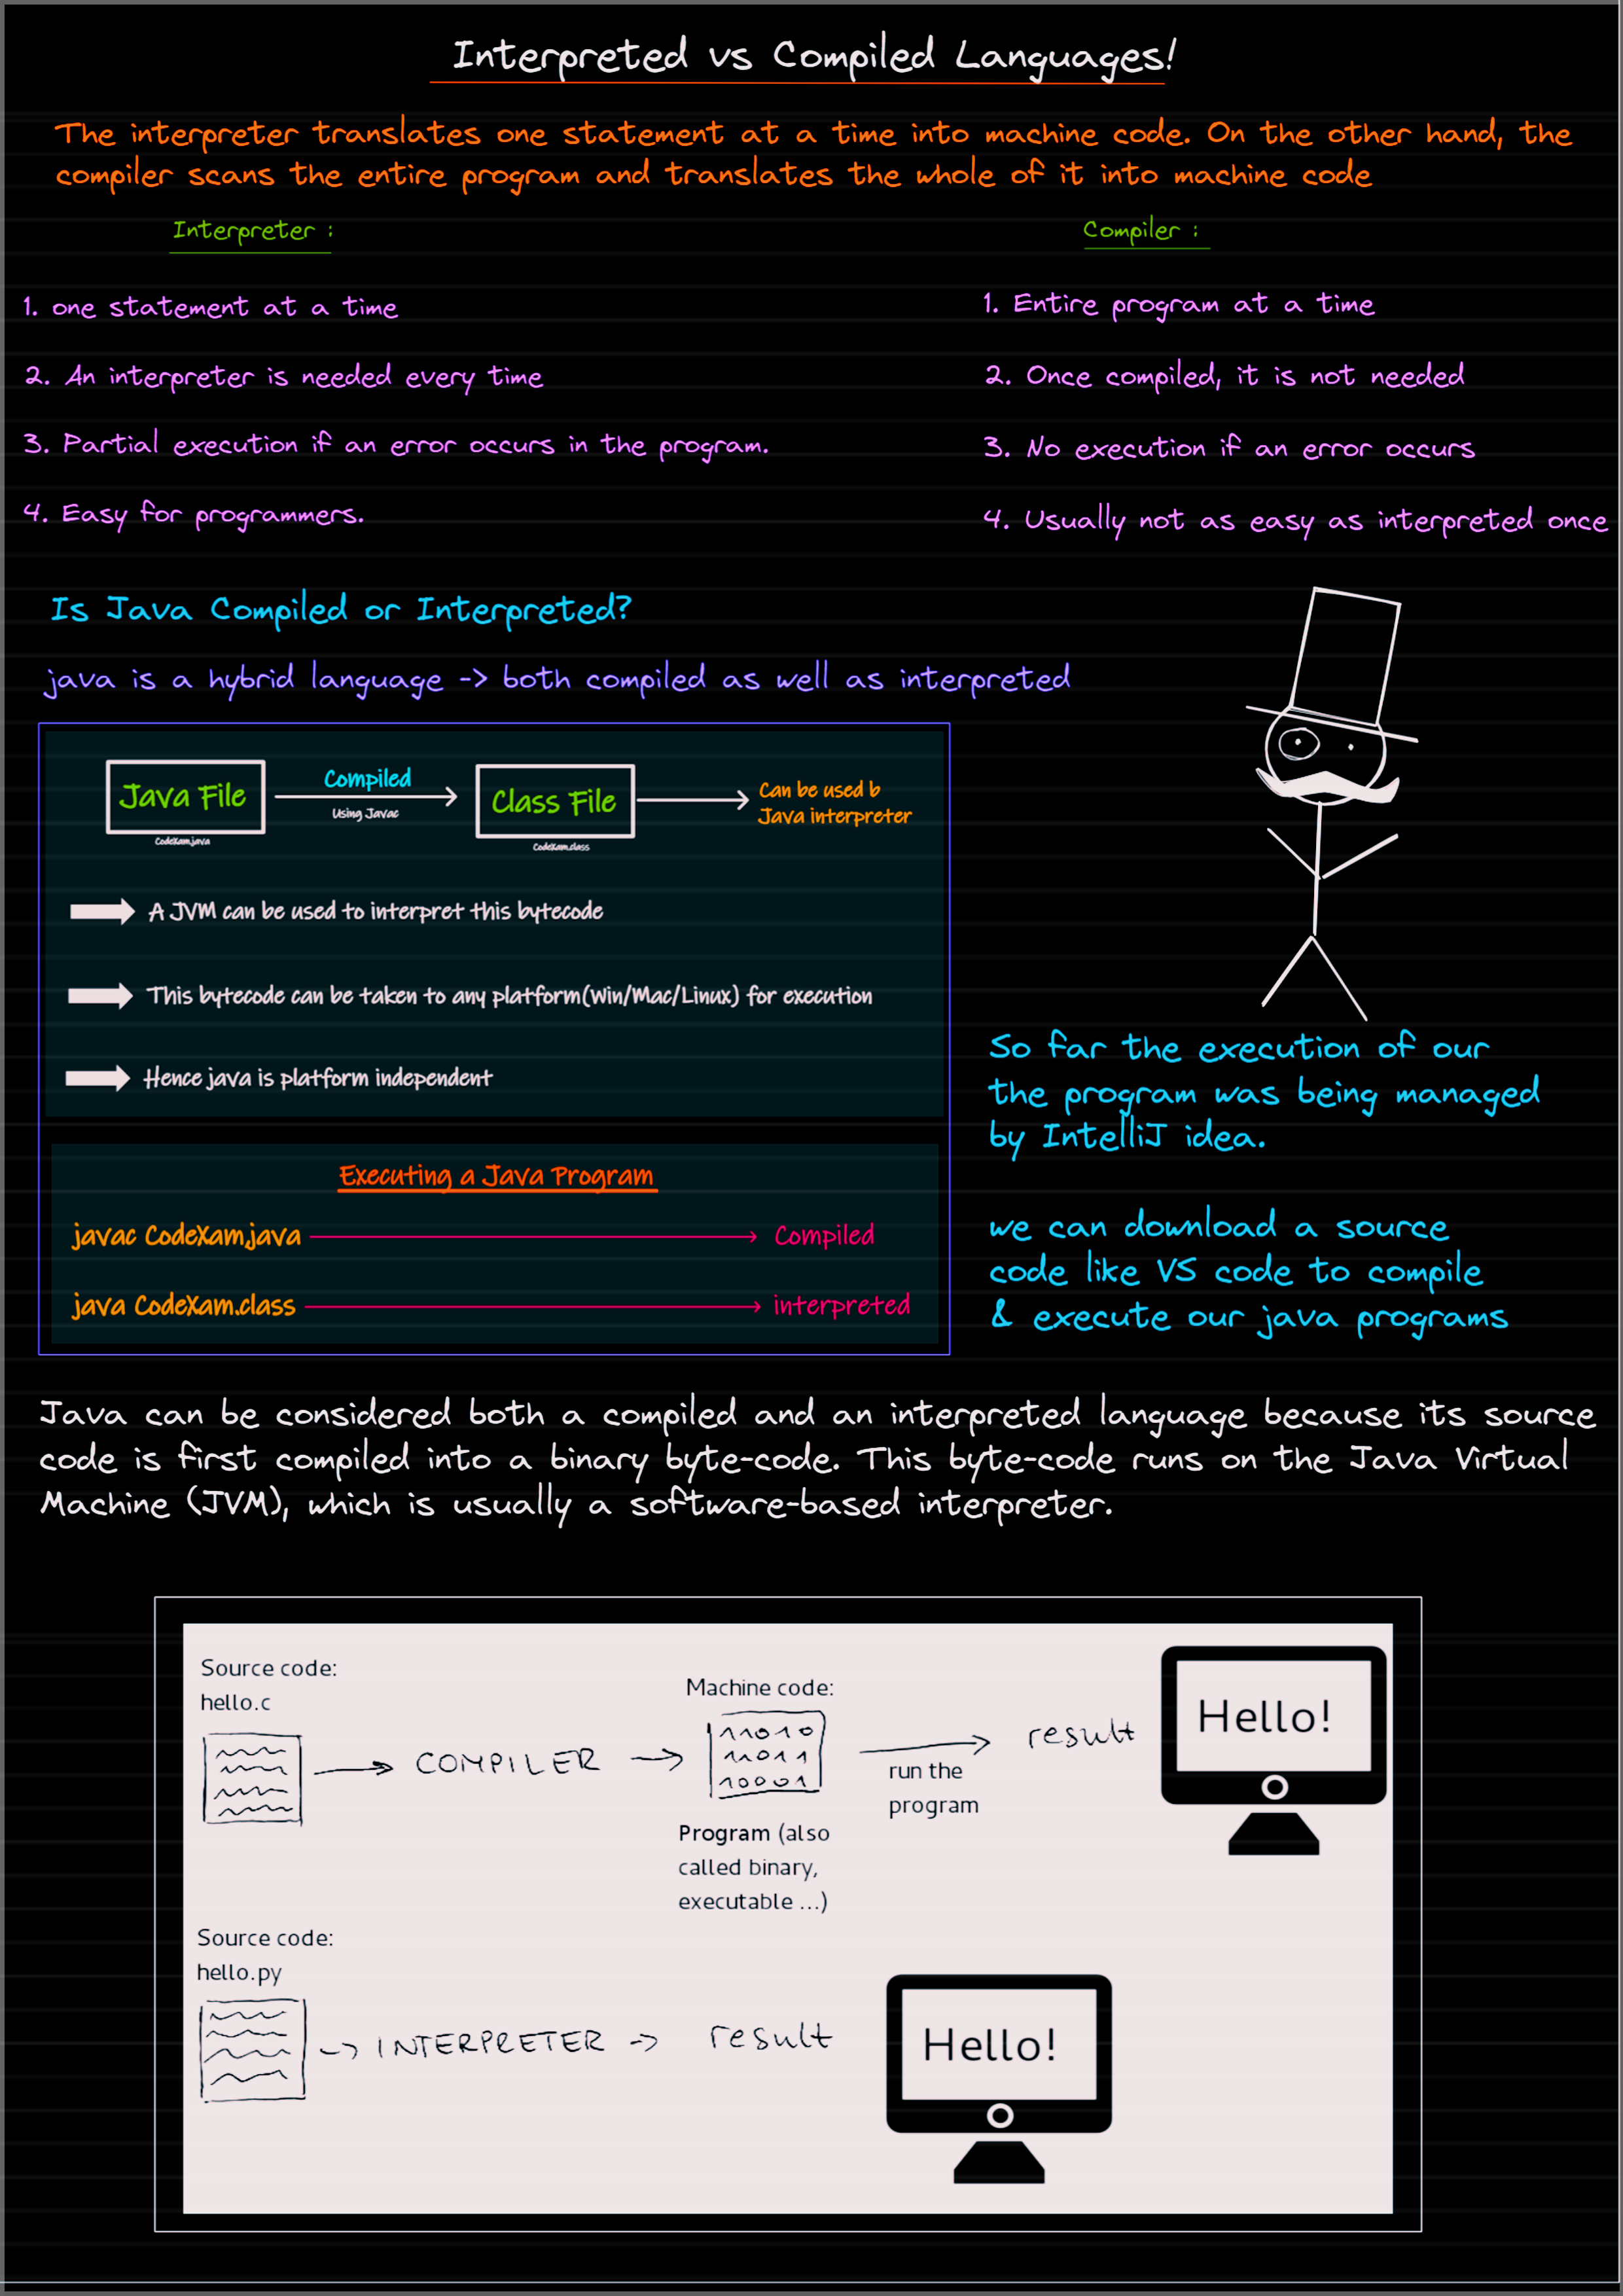 Interpreted vs Compiled Languages!
The interpreter translates one statement at a time into machine code. On the other hand, the
compiler scans the entire program and translates the whole of it into machine code
Interpreter :
1. one statement at a time
2. An interpreter is needed every time
3. Partial execution if an error occurs in the program.
4. Easy for programmers.
Compiler :
1. Entire program at a time
2. Once compiled, it is not needed
3. No execution if an error occurs
4. Usually not as easy as interpreted once
Is Java Compiled or Interpreted?
java is a hybrid language -> both compiled as well as interpreted
Java File
CodeXam.java
Compiled
Using Javac
Class File
CodeXam.class
Can be used b
Java interpreter
A JVM can be used to interpret this bytecode
This bytecode can be taken to any platform(Win/Mac/Linux) for execution
Hence java is platform independent
Executing a Java Program
javac CodeXam.java
Compiled
java CodeXam.class
interpreted
So far the execution of our
the program was being managed
by IntelliJ idea.
we can download a source
code like VS code to compile
& execute our java programs
Java can be considered both a compiled and an interpreted language because its source
code is first compiled into a binary byte-code. This byte-code runs on the Java Virtual
Machine (JVM), which is usually a software-based interpreter.
Source code:
hello.c
COMPILER
Machine code:
11010
11011
10001
Program (also
called binary,
executable ...)
run the
program
result
Hello!
Source code:
hello.py
INTERPRETER
result
Hello!